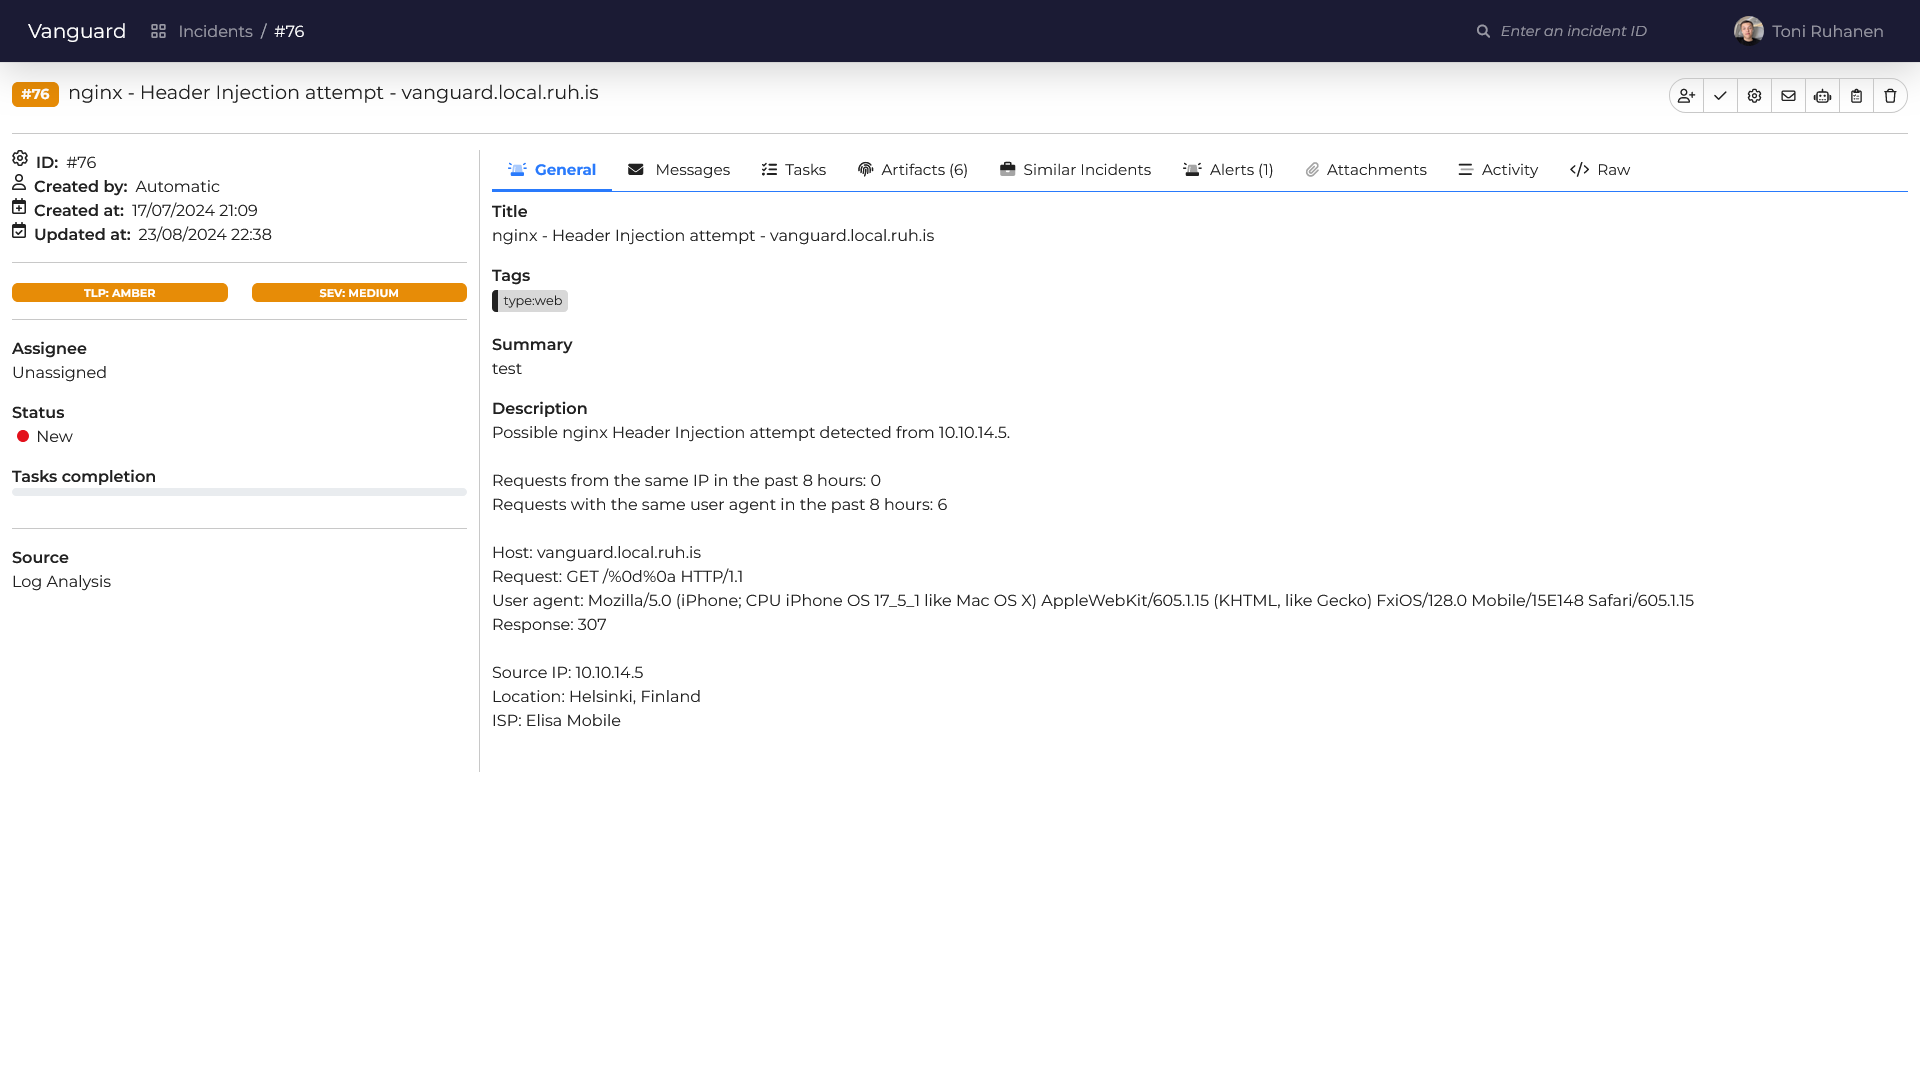 Vanguard Incidents / #76 Enter an incident ID Toni Ruhanen
#76 nginx - Header Injection attempt - vanguard.local.ruh.is
ID: #76
Created by: Automatic
Created at: 17/07/2024 21:09
Updated at: 23/08/2024 22:38
TLP: AMBER SEV: MEDIUM
Assignee
Unassigned
Status
New
Tasks completion
Source
Log Analysis
General Messages Tasks Artifacts (6) Similar Incidents Alerts (1) Attachments Activity Raw
Title
nginx - Header Injection attempt - vanguard.local.ruh.is
Tags
type:web
Summary
test
Description
Possible nginx Header Injection attempt detected from 10.10.14.5.
Requests from the same IP in the past 8 hours: 0
Requests with the same user agent in the past 8 hours: 6
Host: vanguard.local.ruh.is
Request: GET /%0d%0a HTTP/1.1
User agent: Mozilla/5.0 (iPhone; CPU iPhone OS 17_5_1 like Mac OS X) AppleWebKit/605.1.15 (KHTML, like Gecko) FxiOS/128.0 Mobile/15E148 Safari/605.1.15
Response: 307
Source IP: 10.10.14.5
Location: Helsinki, Finland
ISP: Elisa Mobile